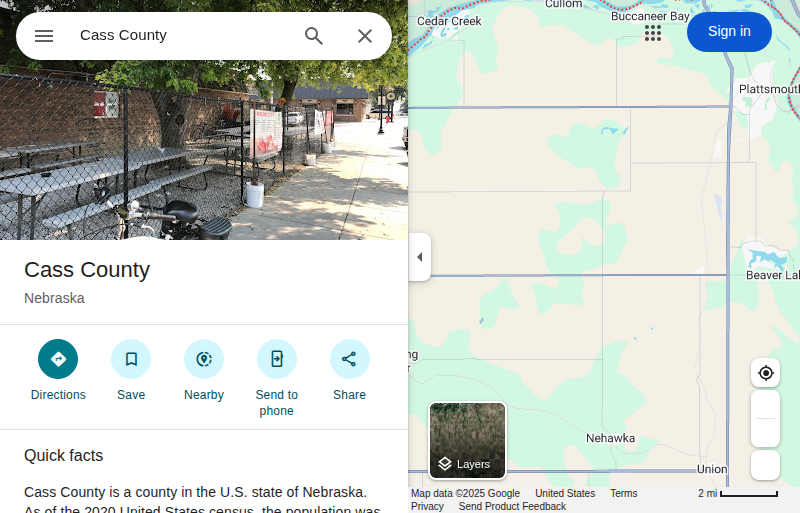 Cass County
Cass County
Nebraska
Directions
Save
Nearby
Send to
phone
Share
Quick facts
Cass County is a county in the U.S. state of Nebraska.
As of the 2020 United States census, the population was
Cullom
Cedar Creek
Buccaneer Bay
Sign in
Plattsmouth
Beaver Lak
ng
r
Nehawka
Union
Layers
Map data ©2025 Google
United States
Terms
2 mi
Privacy
Send Product Feedback